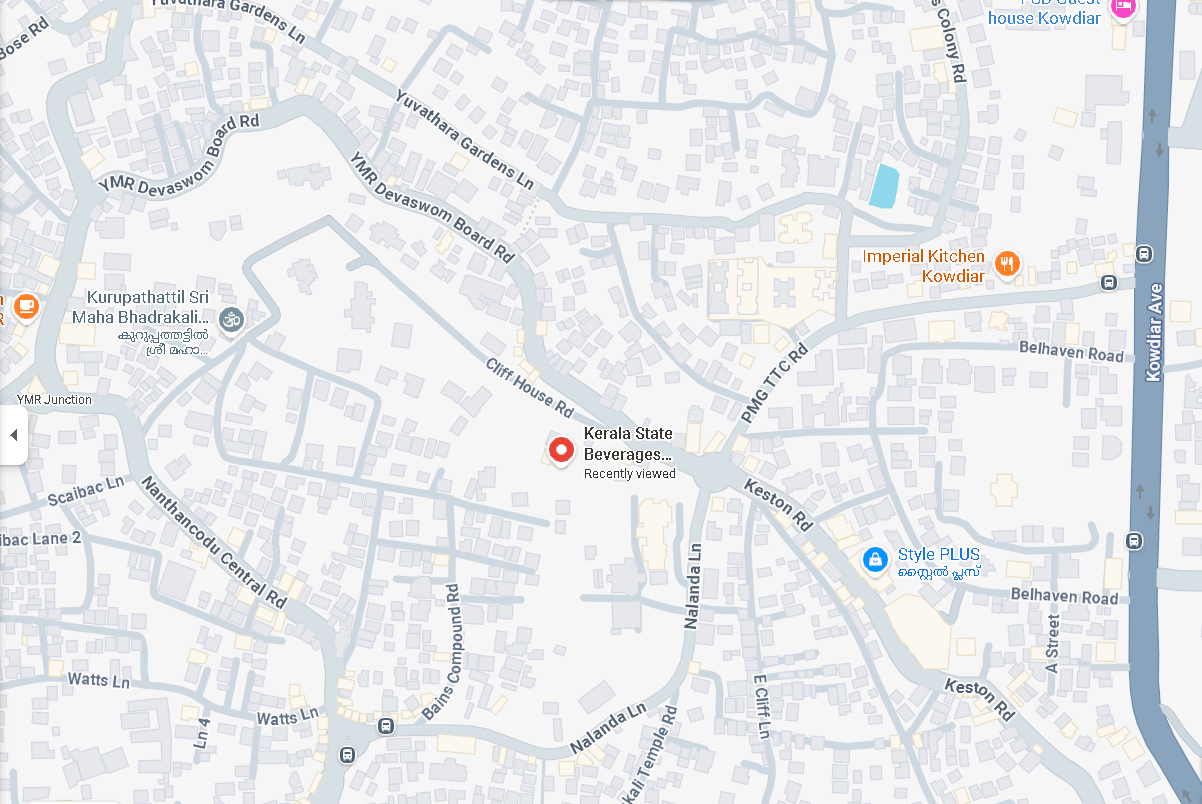 Bose Rd
Yuvathara Gardens Ln
house Kowdiar
Colony Rd
Yuvathara Gardens Ln
YMR Devaswom Board Rd
YMR Devaswom Board Rd
Imperial Kitchen
Kowdiar
Kurupathattil Sri
Maha Bhadrakali...
കുറുപ്പത്തട്ടിൽ
ശ്രീ മഹാ...
Kowdiar Ave
Belhaven Road
PMG TTC Rd
Cliff House Rd
YMR Junction
Kerala State
Beverages...
Recently viewed
Scaibac Ln
Nanthancodu Central Rd
Keston Rd
Lane 2
Style PLUS
സ്റ്റൈൽ പ്ലസ്
Nalanda Ln
Belhaven Road
Bains Compound Rd
A Street
Watts Ln
Watts Ln
Ln 4
E Cliff Ln
Keston Rd
Nalanda Ln
Temple Rd